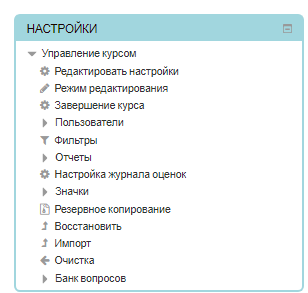 НАСТРОЙКИ
Управление курсом
Редактировать настройки
Режим редактирования
Завершение курса
Пользователи
Фильтры
Отчеты
Настройка журнала оценок
Значки
Резервное копирование
Восстановить
Импорт
Очистка
Банк вопросов